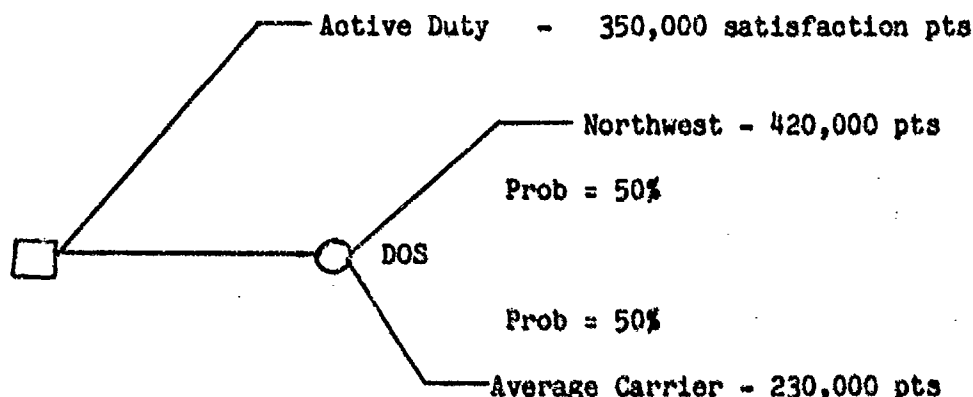 Active Duty - 350,000 satisfaction pts
Northwest - 420,000 pts
Prob = 50%
DOS
Prob = 50%
Average Carrier - 230,000 pts